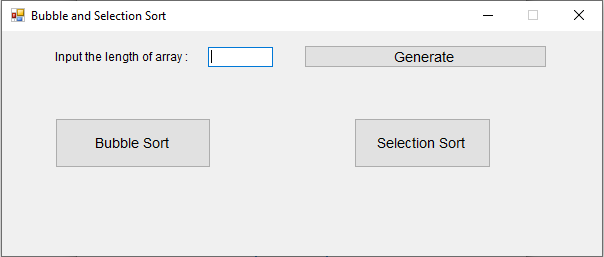 Bubble and Selection Sort
Input the length of array :
Generate
Bubble Sort
Selection Sort